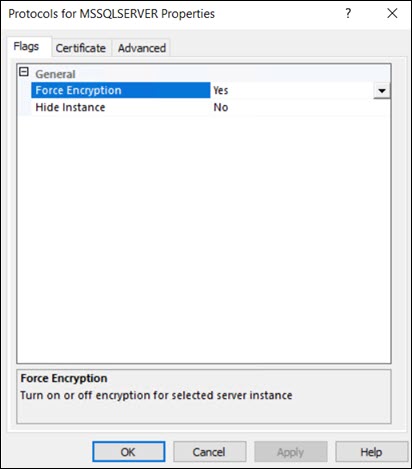 Protocols for MSSQLSERVER Properties ? ×
Flags Certificate Advanced
General
Force Encryption Yes
Hide Instance No
Force Encryption
Turn on or off encryption for selected server instance
OK Cancel Apply Help